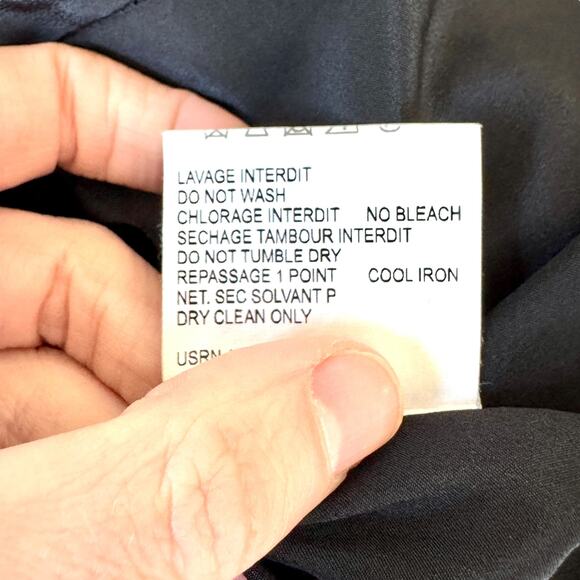 LAVAGE INTERDIT
DO NOT WASH
CHLORAGE INTERDIT NO BLEACH
SECHAGE TAMBOUR INTERDIT
DO NOT TUMBLE DRY
REPASSAGE 1 POINT COOL IRON
NET. SEC SOLVANT P
DRY CLEAN ONLY
USRN